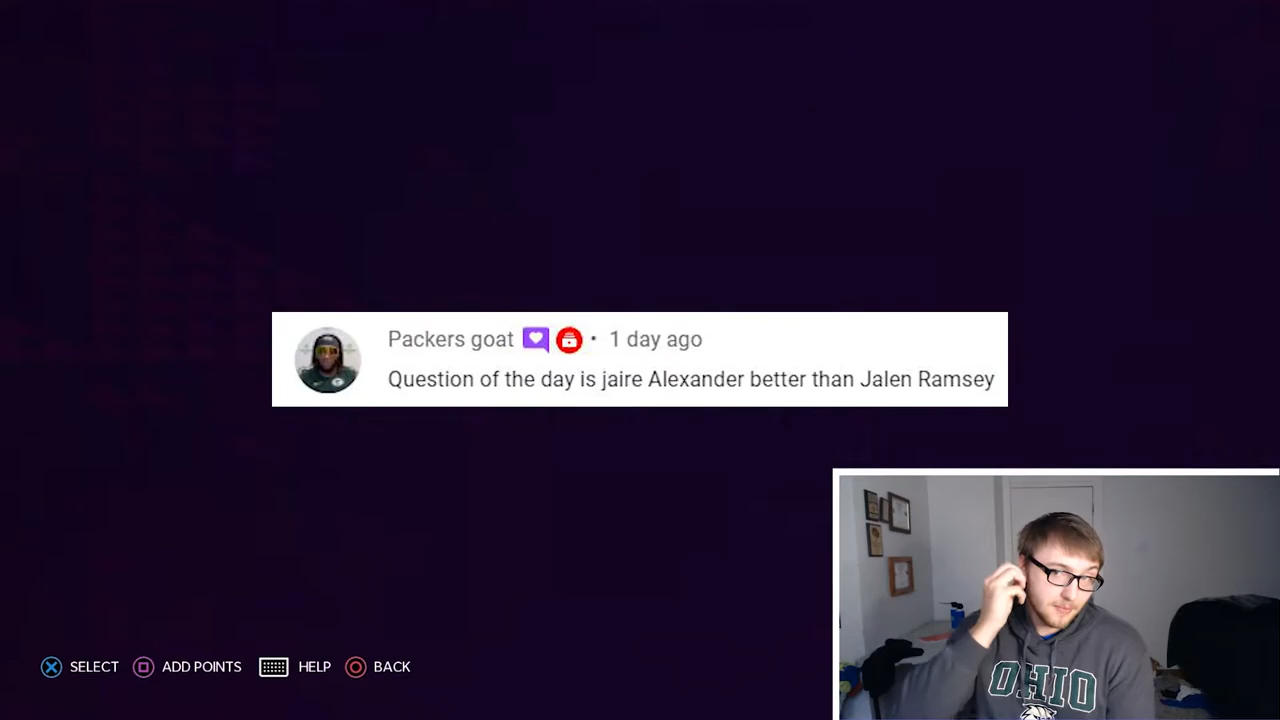 Packers goat • 1 day ago
Question of the day is jaire Alexander better than Jalen Ramsey
OHIO
SELECT ADD POINTS HELP BACK